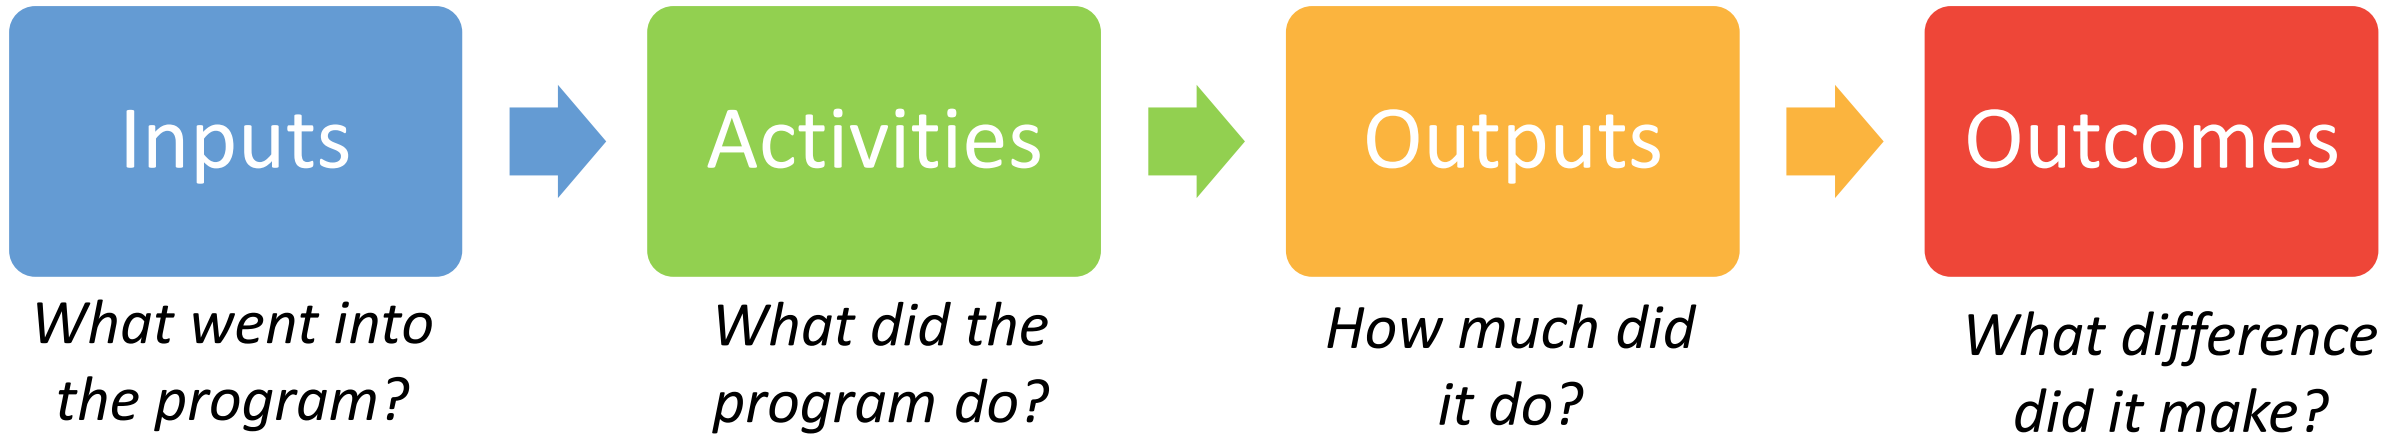 Inputs
What went into
the program?
Activities
What did the
program do?
Outputs
How much did
it do?
Outcomes
What difference
did it make?